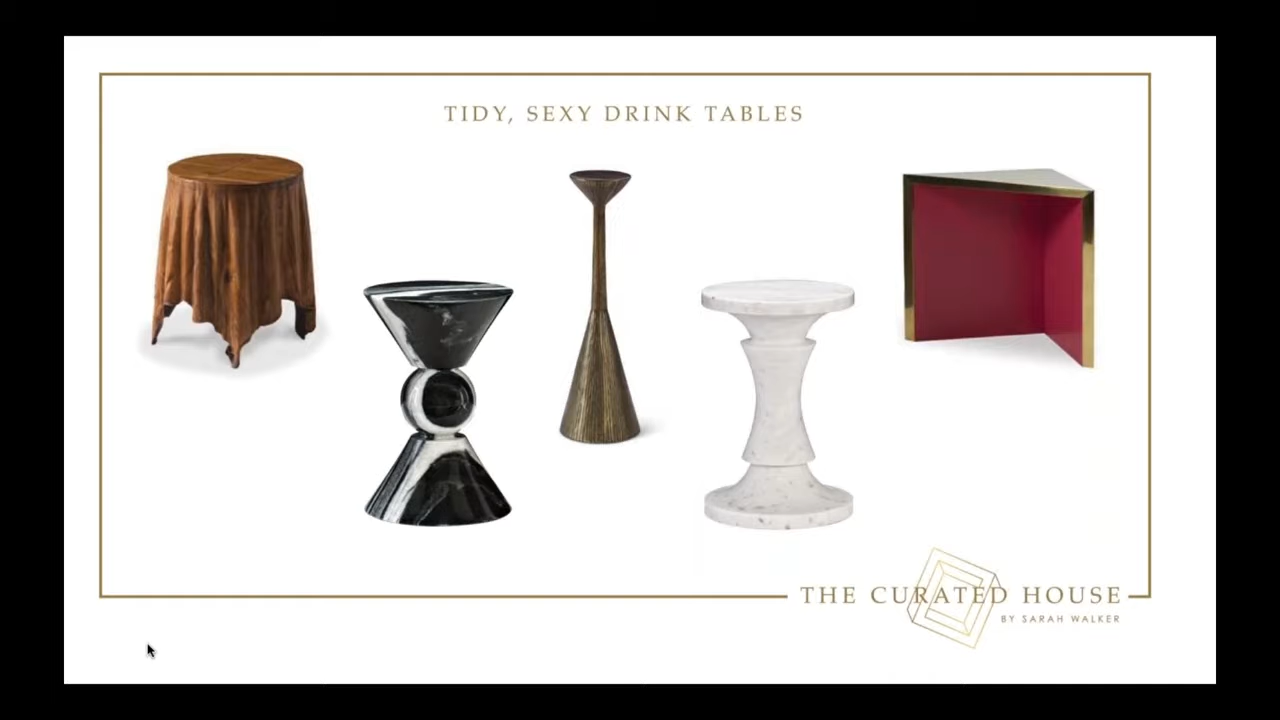 TIDY, SEXY DRINK TABLES
THE CURATED HOUSE
BY SARAH WALKER